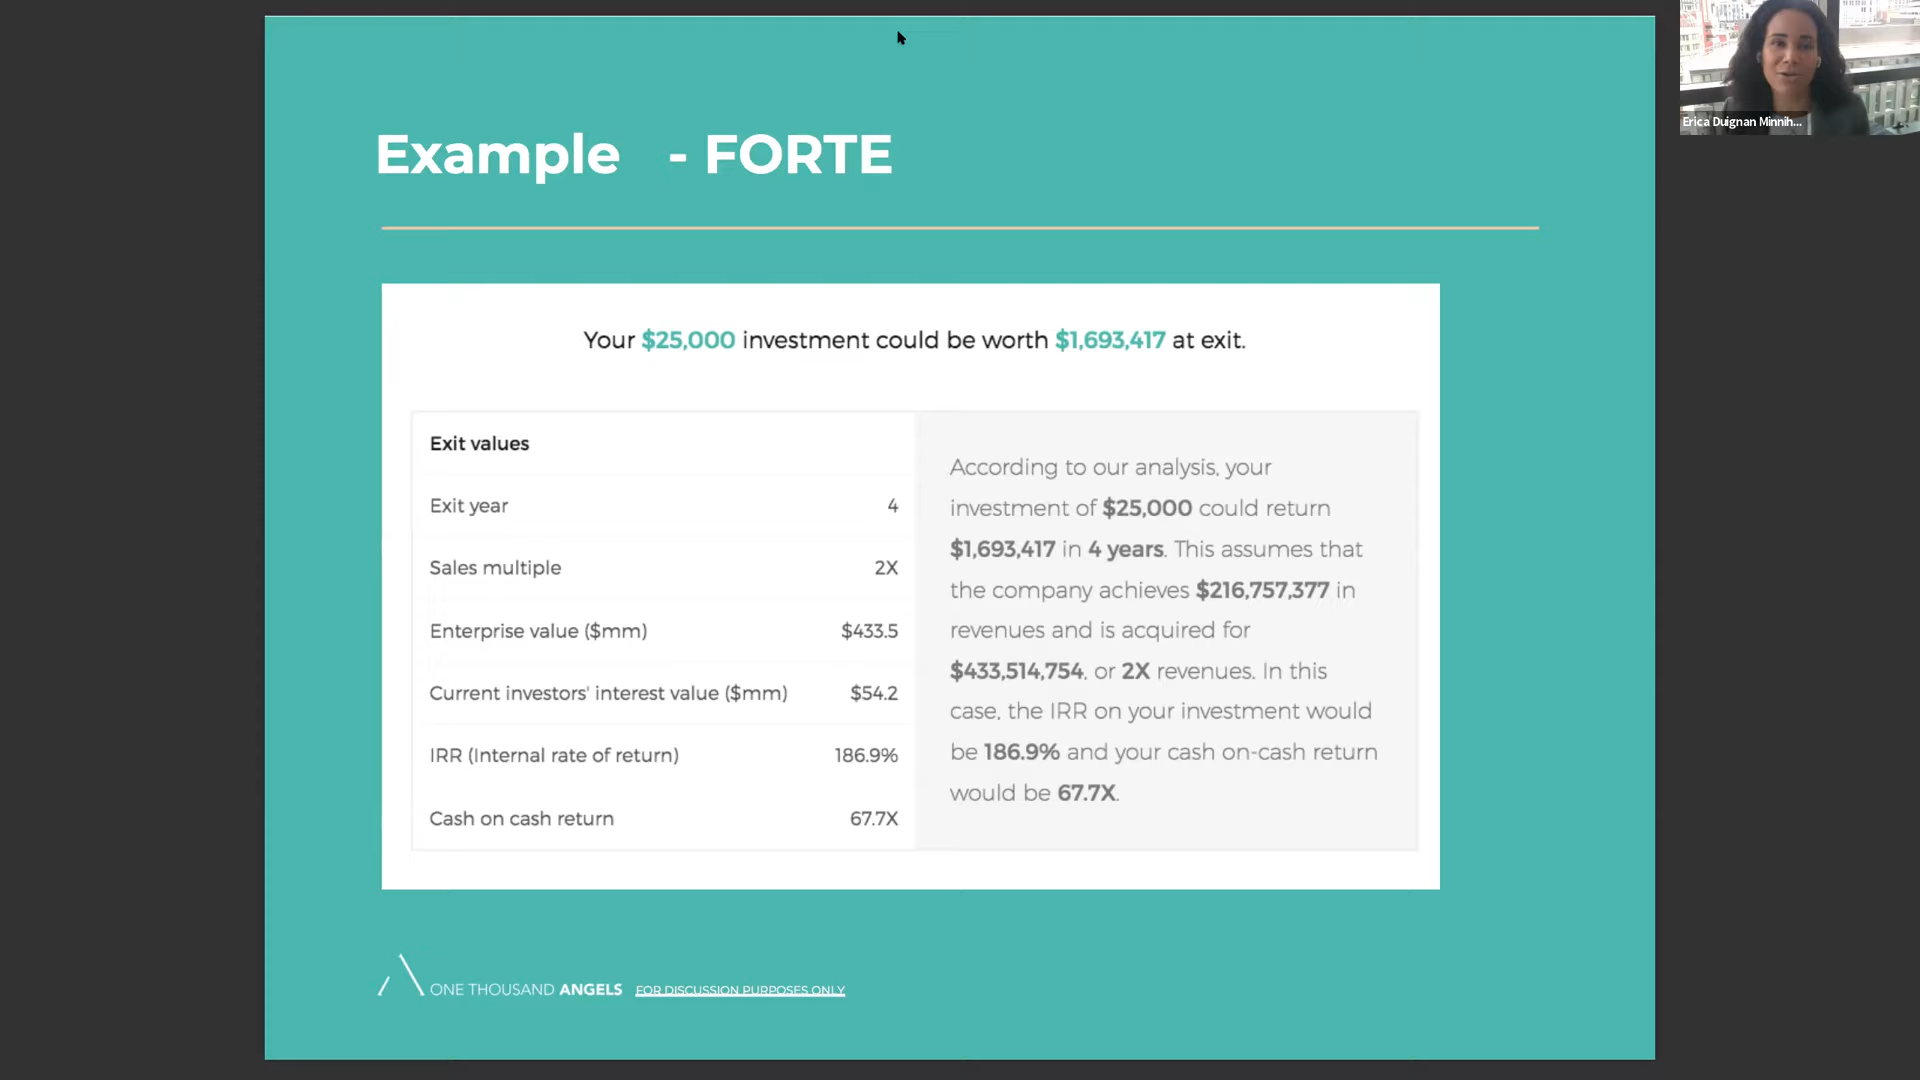 Example - FORTE
Your $25,000 investment could be worth $1,693,417 at exit.
Exit values
Exit year 4
Sales multiple 2X
Enterprise value ($mm) $433.5
Current investors' interest value ($mm) $54.2
IRR (Internal rate of return) 186.9%
Cash on cash return 67.7X
According to our analysis, your
investment of $25,000 could return
$1,693,417 in 4 years. This assumes that
the company achieves $216,757,377 in
revenues and is acquired for
$433,514,754, or 2X revenues. In this
case, the IRR on your investment would
be 186.9% and your cash on-cash return
would be 67.7X.
ONE THOUSAND ANGELS FOR DISCUSSION PURPOSES ONLY
Erica Duignan Minnih...